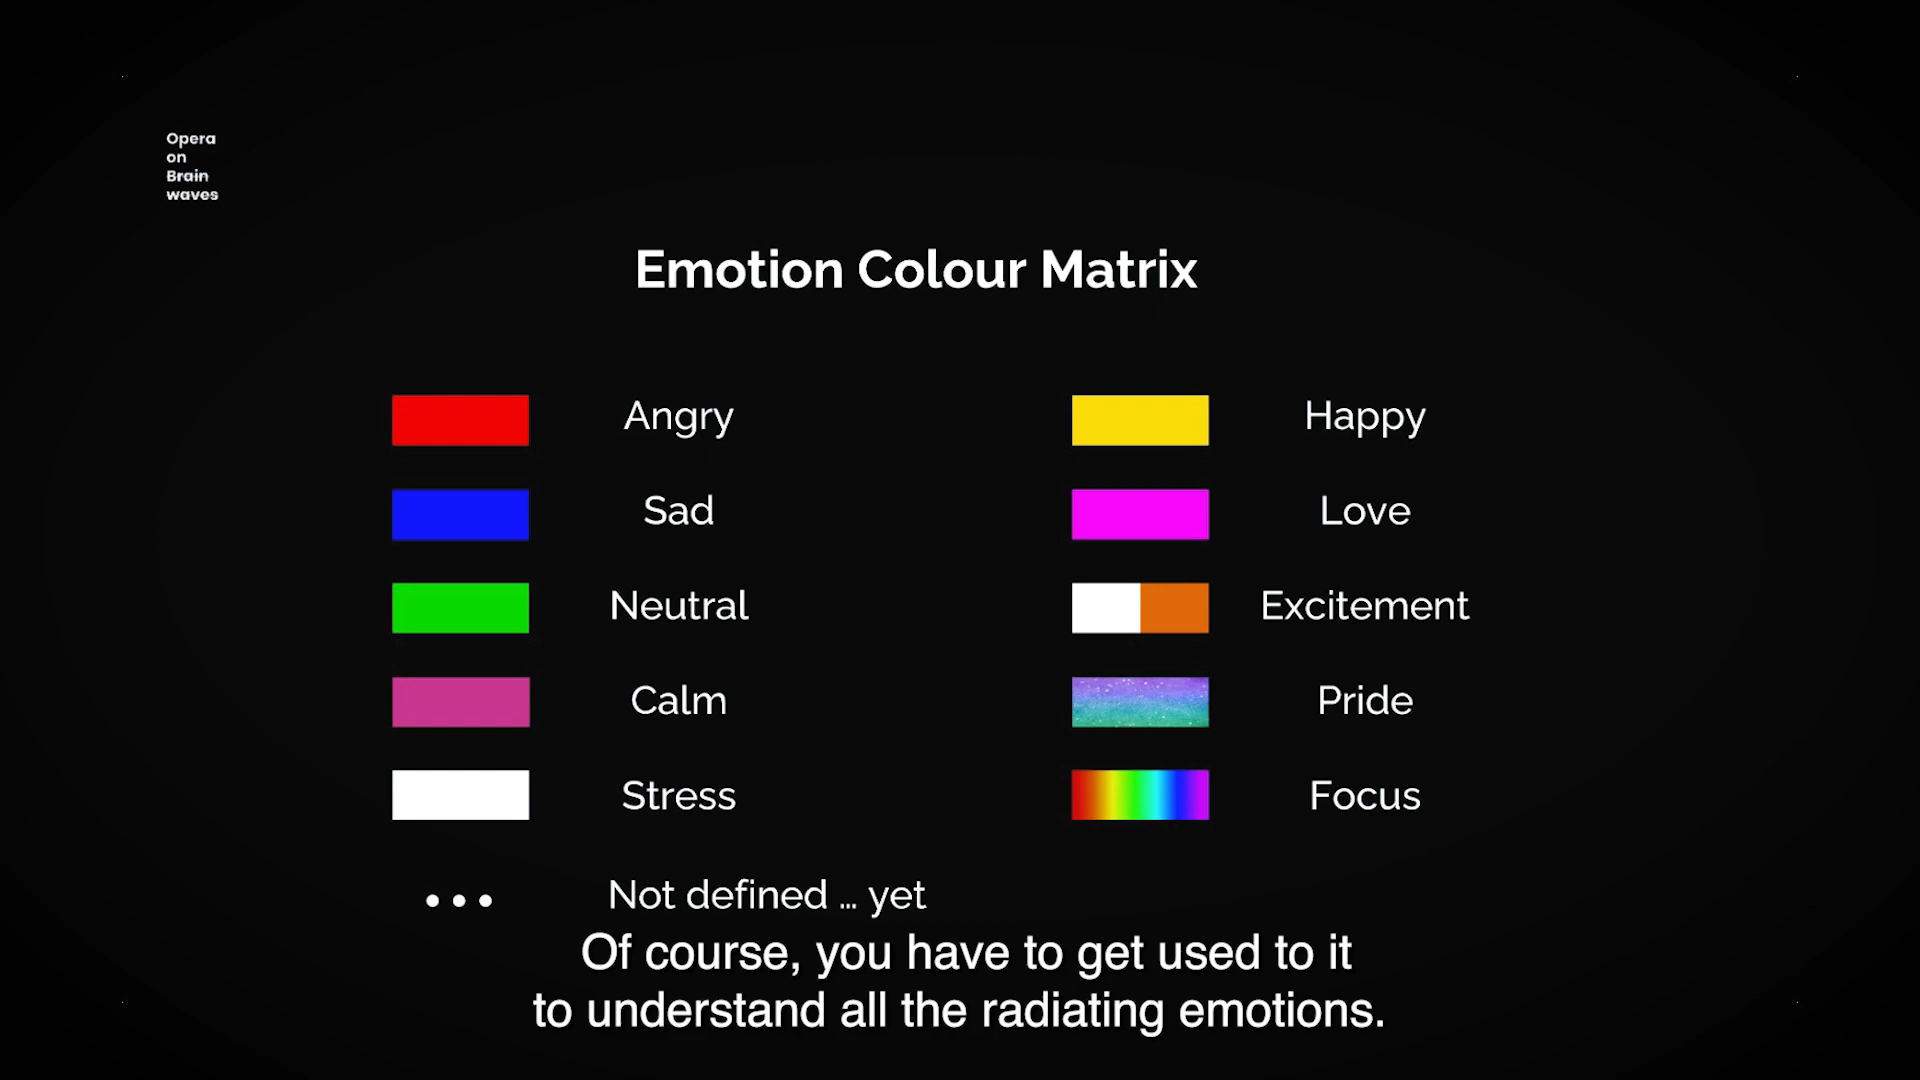 Opera
on
Brain
waves
Emotion Colour Matrix
Angry
Happy
Sad
Love
Neutral
Excitement
Calm
Pride
Stress
Focus
Not defined ... yet
Of course, you have to get used to it
to understand all the radiating emotions.